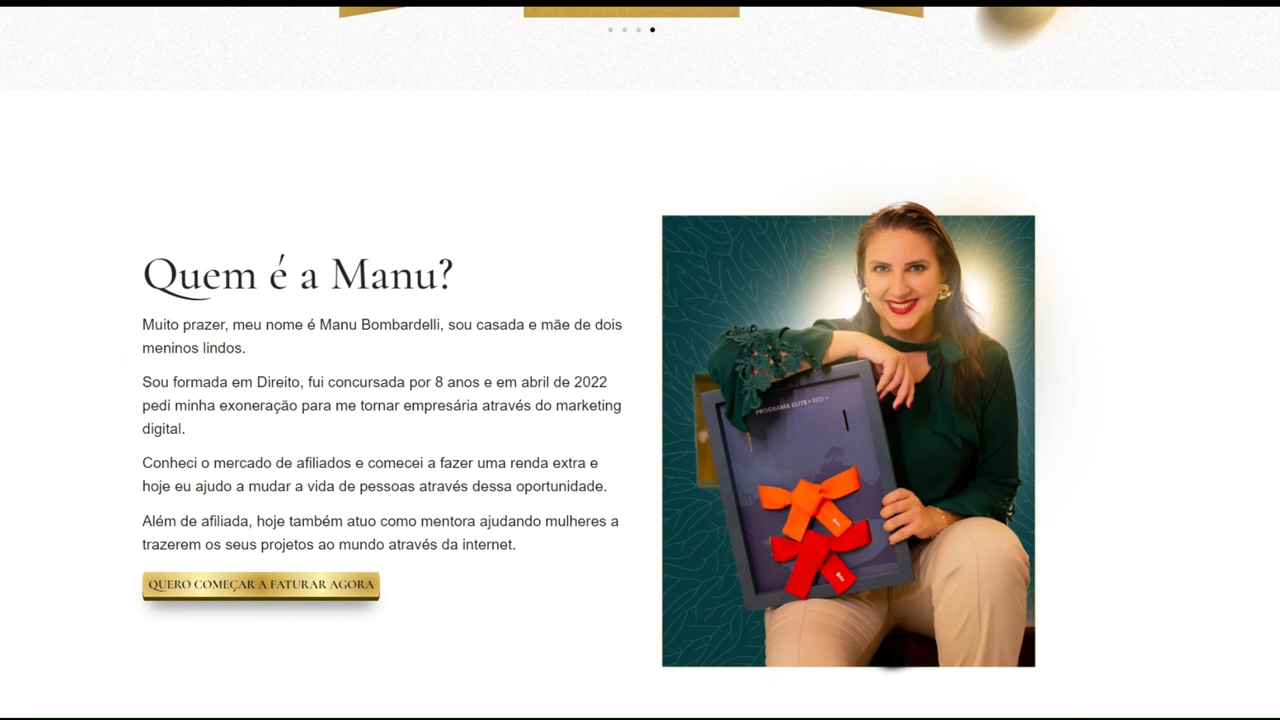 Quem é a Manu?
Muito prazer, meu nome é Manu Bombardelli, sou casada e mãe de dois
meninos lindos.
Sou formada em Direito, fui concursada por 8 anos e em abril de 2022
pedi minha exoneração para me tornar empresária através do marketing
digital.
Conheci o mercado de afiliados e comecei a fazer uma renda extra e
hoje eu ajudo a mudar a vida de pessoas através dessa oportunidade.
Além de afiliada, hoje também atuo como mentora ajudando mulheres a
trazerem os seus projetos ao mundo através da internet.
QUERO COMEÇAR A FATURAR AGORA
PROGRAMA ELITE • RED •